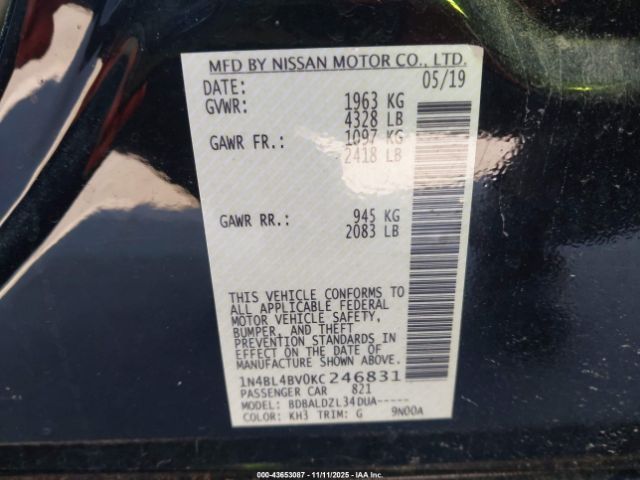 MFD BY NISSAN MOTOR CO., LTD.
DATE: 05/19
GVWR: 1963 KG
4328 LB
GAWR FR.: 1097 KG
2418 LB
GAWR RR.: 945 KG
2083 LB
THIS VEHICLE CONFORMS TO
ALL APPLICABLE FEDERAL
MOTOR VEHICLE SAFETY,
BUMPER, AND THEFT
PREVENTION STANDARDS IN
EFFECT ON THE DATE OF
MANUFACTURE SHOWN ABOVE.
1N4BL4BV0KC246831
PASSENGER CAR 821
MODEL: BDBALDZL34DUA-----
COLOR: KH3 TRIM: G 9N00A
© 000-43653087 - 11/11/2025 - IAAI.COM